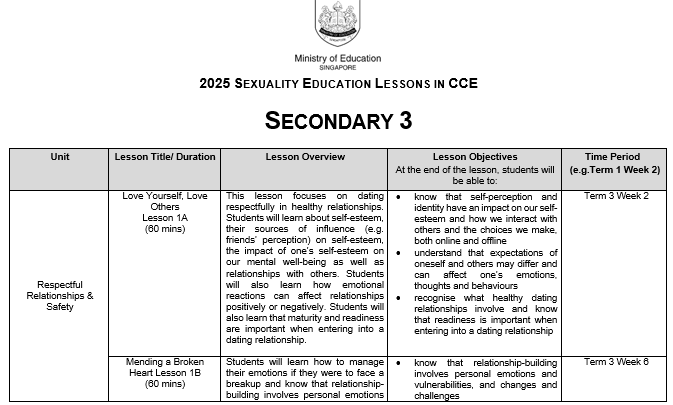 Ministry of Education
SINGAPORE
2025 SEXUALITY EDUCATION LESSONS IN CCE
SECONDARY 3
Unit
Lesson Title/ Duration
Lesson Overview
Lesson Objectives
At the end of the lesson, students will
be able to:
Time Period
(e.g.Term 1 Week 2)
Respectful
Relationships &
Safety
Love Yourself, Love
Others
Lesson 1A
(60 mins)
This lesson focuses on dating
respectfully in healthy relationships.
Students will learn about self-esteem,
their sources of influence (e.g.
friends' perception) on self-esteem,
the impact of one's self-esteem on
our mental well-being as well as
relationships with others. Students
will also learn how emotional
reactions can affect relationships
positively or negatively. Students will
also learn that maturity and readiness
are important when entering into a
dating relationship.
• know that self-perception and
identity have an impact on our self-
esteem and how we interact with
others and the choices we make,
both online and offline
• understand that expectations of
oneself and others may differ and
can affect one's emotions,
thoughts and behaviours
• recognise what healthy dating
relationships involve and know
that readiness is important when
entering into a dating relationship
Term 3 Week 2
Mending a Broken
Heart Lesson 1B
(60 mins)
Students will learn how to manage
their emotions if they were to face a
breakup and know that relationship-
building involves personal emotions
• know that relationship-building
involves personal emotions and
vulnerabilities, and changes and
challenges
Term 3 Week 6